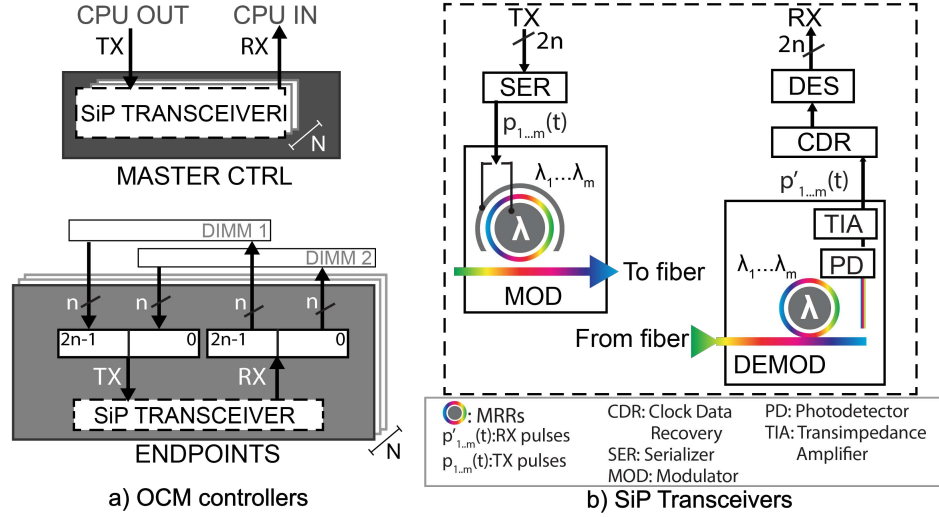 CPU OUT CPU IN
TX RX
SiP TRANSCEIVER
N
MASTER CTRL
DIMM 1
DIMM 2
n n n n
2n-1 0 2n-1 0
TX RX
SiP TRANSCEIVER
N
ENDPOINTS
a) OCM controllers
TX RX
2n 2n
SER DES
p1...m(t) CDR
p'1...m(t)
λ1...λm
λ
To fiber
MOD
TIA
λ1...λm PD
λ
From fiber
DEMOD
: MRRs
p'1..m(t):RX pulses
p1..m(t):TX pulses
CDR: Clock Data
Recovery
SER: Serializer
MOD: Modulator
PD: Photodetector
TIA: Transimpedance
Amplifier
b) SiP Transceivers